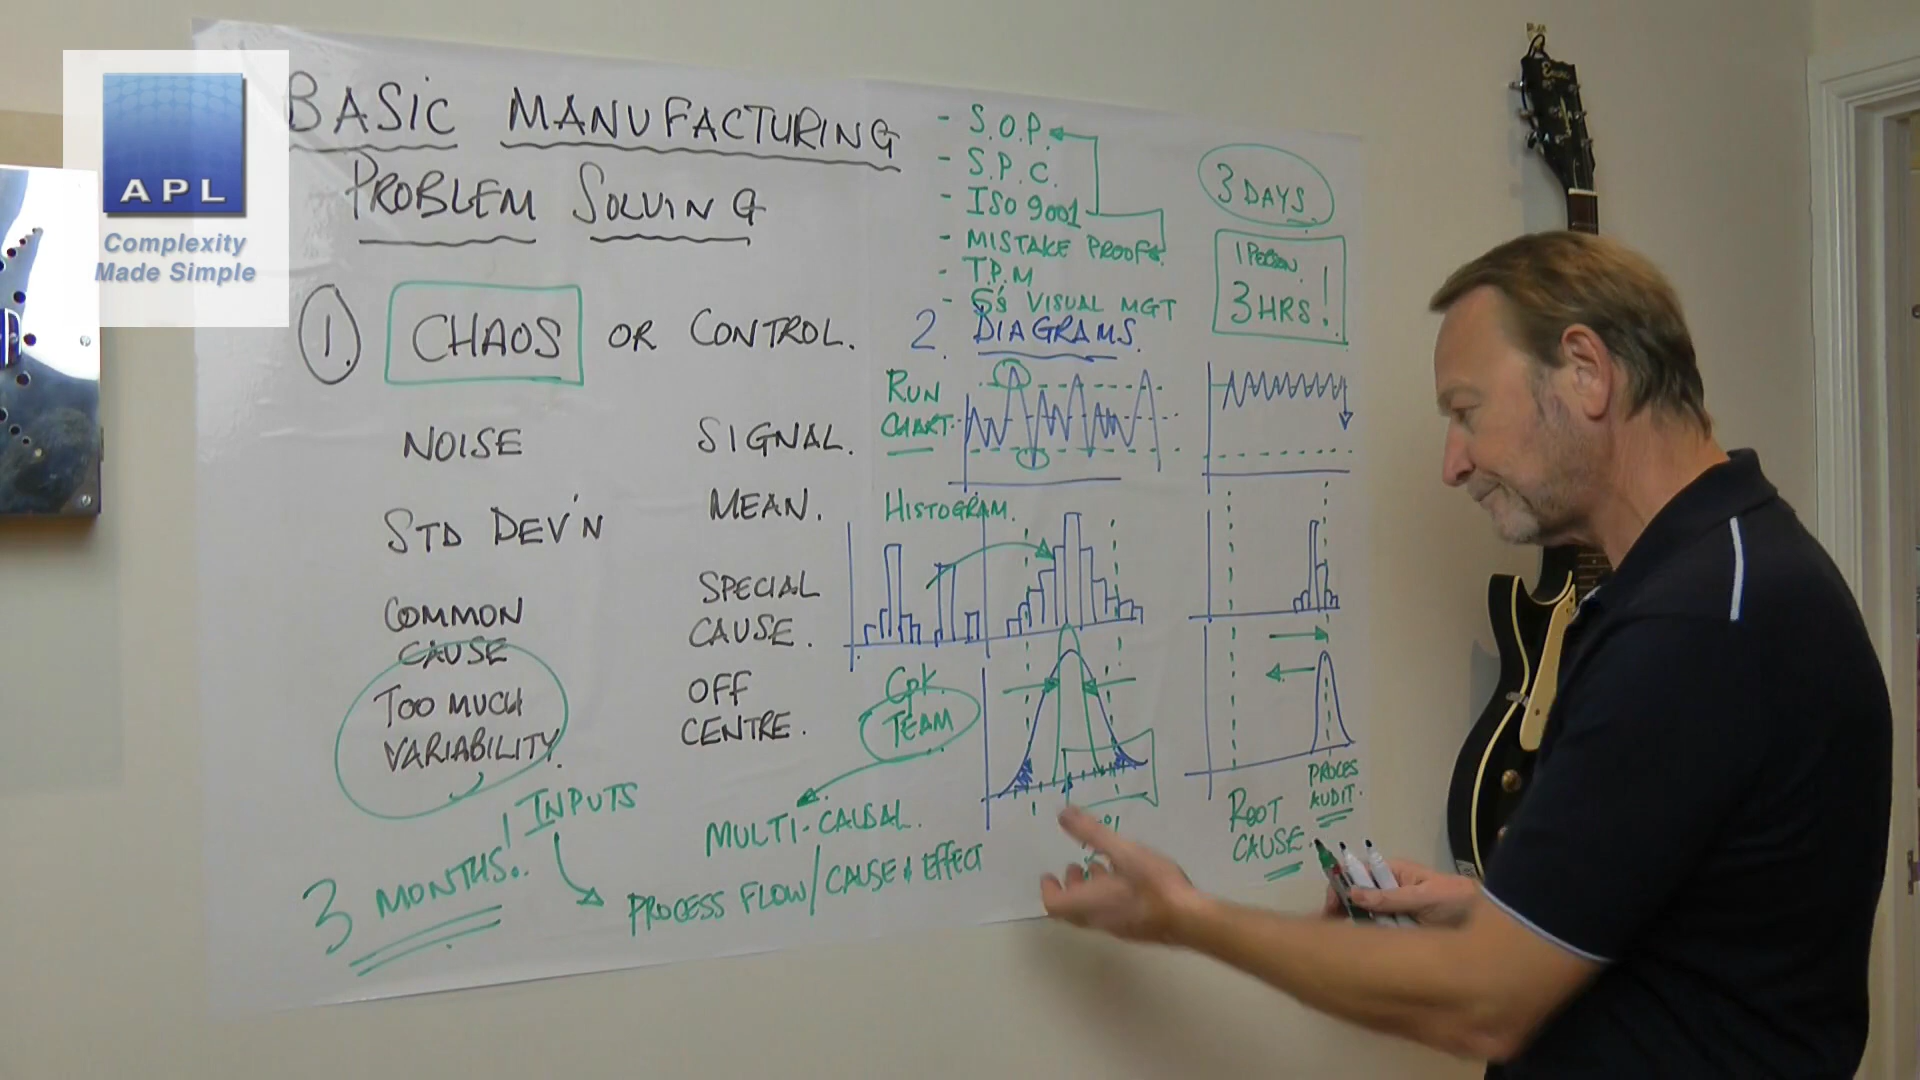 APL
Complexity
Made Simple
BASIC MANUFACTURING
PROBLEM SOLVING
1. CHAOS OR CONTROL.
NOISE
SIGNAL.
STD DEV'N
MEAN.
COMMON
CAUSE
SPECIAL
CAUSE.
TOO MUCH
VARIABILITY.
OFF
CENTRE.
INPUTS
3 MONTHS!
MULTI-CAUSAL.
PROCESS FLOW/CAUSE & EFFECT
- S.O.P.
- S.P.C.
- ISO 9001
- MISTAKE PROOF.
- T.P.M
- 5's VISUAL MGT
2. DIAGRAMS.
RUN
CHART.
HISTOGRAM.
Cpk.
TEAM
3 DAYS.
1 PERSON.
3 HRS!
ROOT
CAUSE.
PROCES
AUDIT.